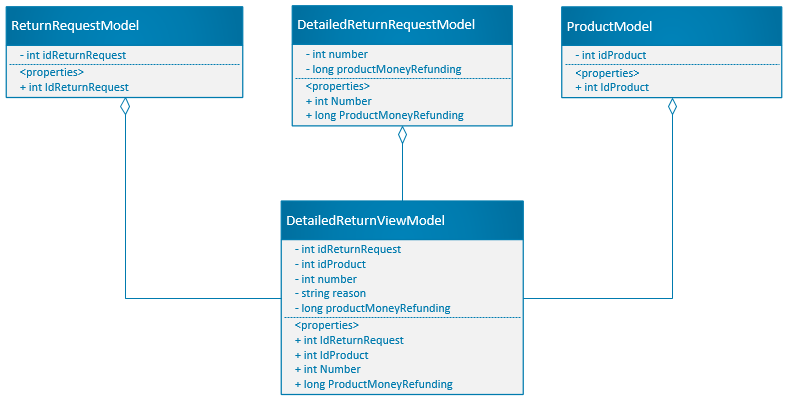 ReturnRequestModel
- int idReturnRequest
<properties>
+ int IdReturnRequest
DetailedReturnRequestModel
- int number
- long productMoneyRefunding
<properties>
+ int Number
+ long ProductMoneyRefunding
ProductModel
- int idProduct
<properties>
+ int IdProduct
DetailedReturnViewModel
- int idReturnRequest
- int idProduct
- int number
- string reason
- long productMoneyRefunding
<properties>
+ int IdReturnRequest
+ int IdProduct
+ int Number
+ long ProductMoneyRefunding